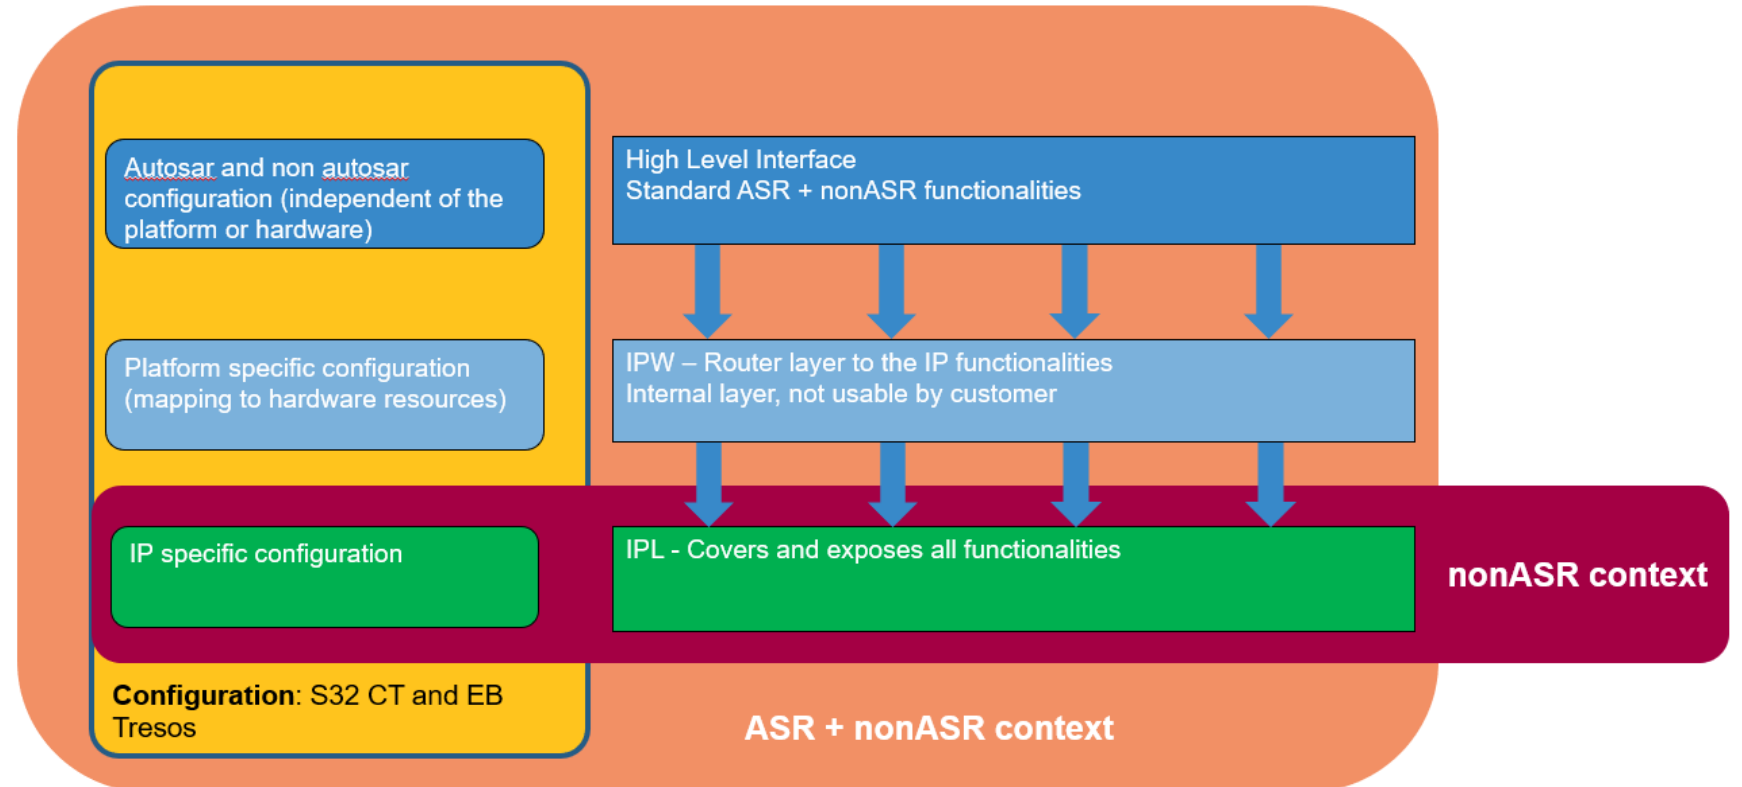 Autosar and non autosar
configuration (independent of the
platform or hardware)
High Level Interface
Standard ASR + nonASR functionalities
Platform specific configuration
(mapping to hardware resources)
IPW – Router layer to the IP functionalities
Internal layer, not usable by customer
IP specific configuration
IPL - Covers and exposes all functionalities
nonASR context
Configuration: S32 CT and EB
Tresos
ASR + nonASR context